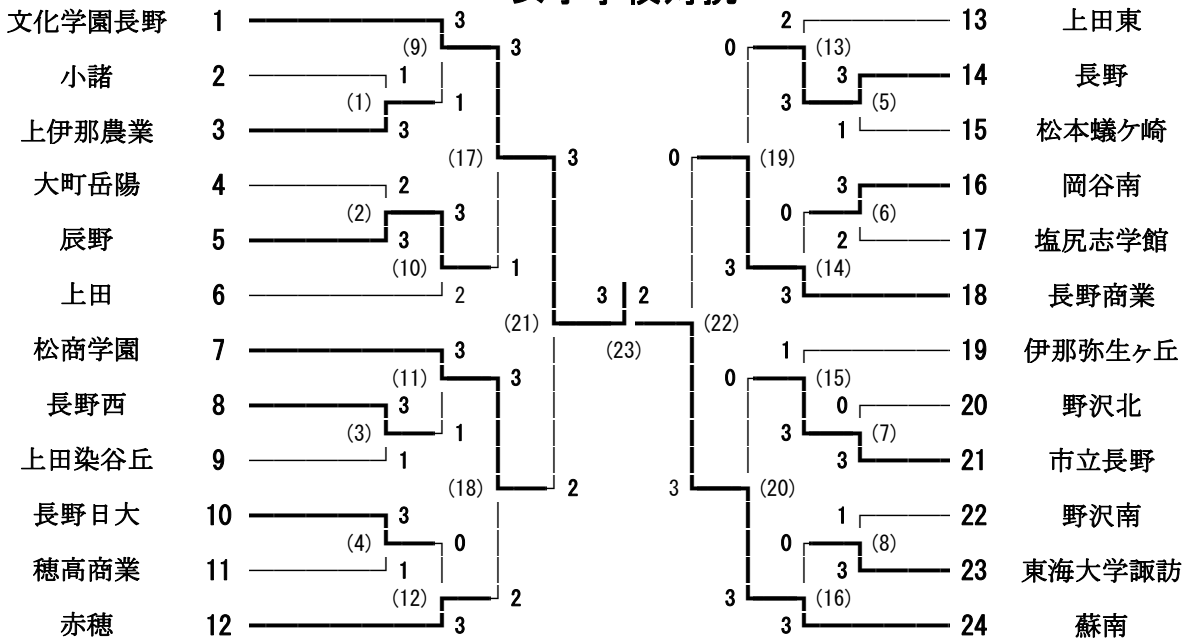 女子学校対抗
文化学園長野 1 3 2 13 上田東
(9) 3 0 (13)
小諸 2 1 3 14 長野
(1) 1 3 (5)
上伊那農業 3 3 1 15 松本蟻ケ崎
(17) 3 0 (19)
大町岳陽 4 2 3 16 岡谷南
(2) 3 0 (6)
辰野 5 3 2 17 塩尻志学館
(10) 1 3 (14)
上田 6 2 3 2 3 18 長野商業
(21) (23) (22)
松商学園 7 3 1 19 伊那弥生ヶ丘
(11) 3 0 (15)
長野西 8 3 0 20 野沢北
(3) 1 3 (7)
上田染谷丘 9 1 3 21 市立長野
(18) 2 3 (20)
長野日大 10 3 1 22 野沢南
(4) 0 0 (8)
穂高商業 11 1 3 23 東海大学諏訪
(12) 2 3 (16)
赤穂 12 3 3 24 蘇南